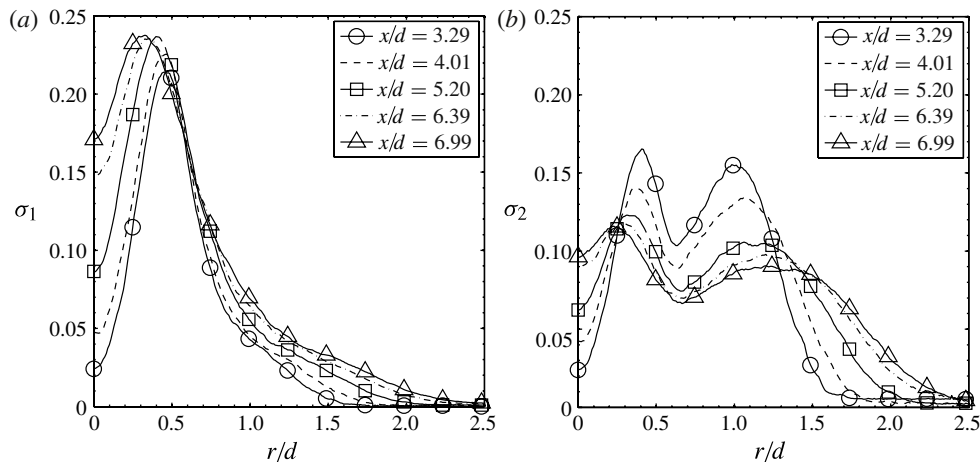 (a)
0.25
0.20
0.15
0.10
0.05
0
σ1
0.5
1.0
1.5
2.0
2.5
r/d
x/d = 3.29
x/d = 4.01
x/d = 5.20
x/d = 6.39
x/d = 6.99
(b)
0.25
0.20
0.15
0.10
0.05
0
σ2
0.5
1.0
1.5
2.0
2.5
r/d
x/d = 3.29
x/d = 4.01
x/d = 5.20
x/d = 6.39
x/d = 6.99